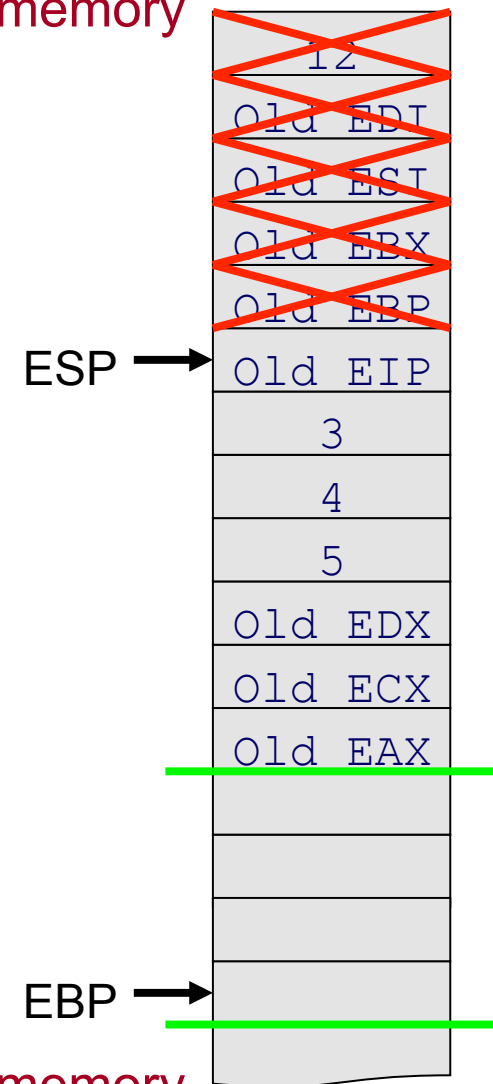 memory
12
Old EDI
Old ESI
Old EBX
Old EBP
ESP Old EIP
3
4
5
Old EDX
Old ECX
Old EAX
EBP
memory